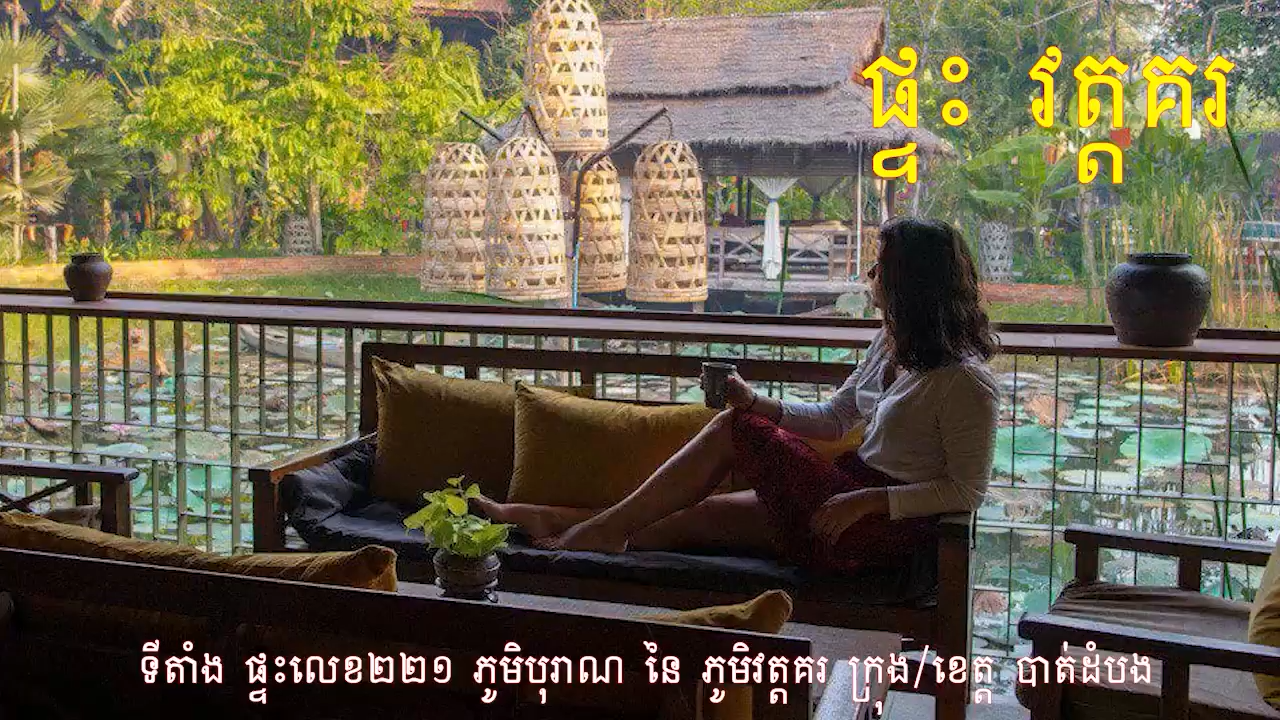 ផ្ទះ វត្តគរ
ទីតាំង ផ្ទះលេខ២២១ ភូមិបុរាណ នៃ ភូមិវត្តគរ ក្រុង/ខេត្ត បាត់ដំបង